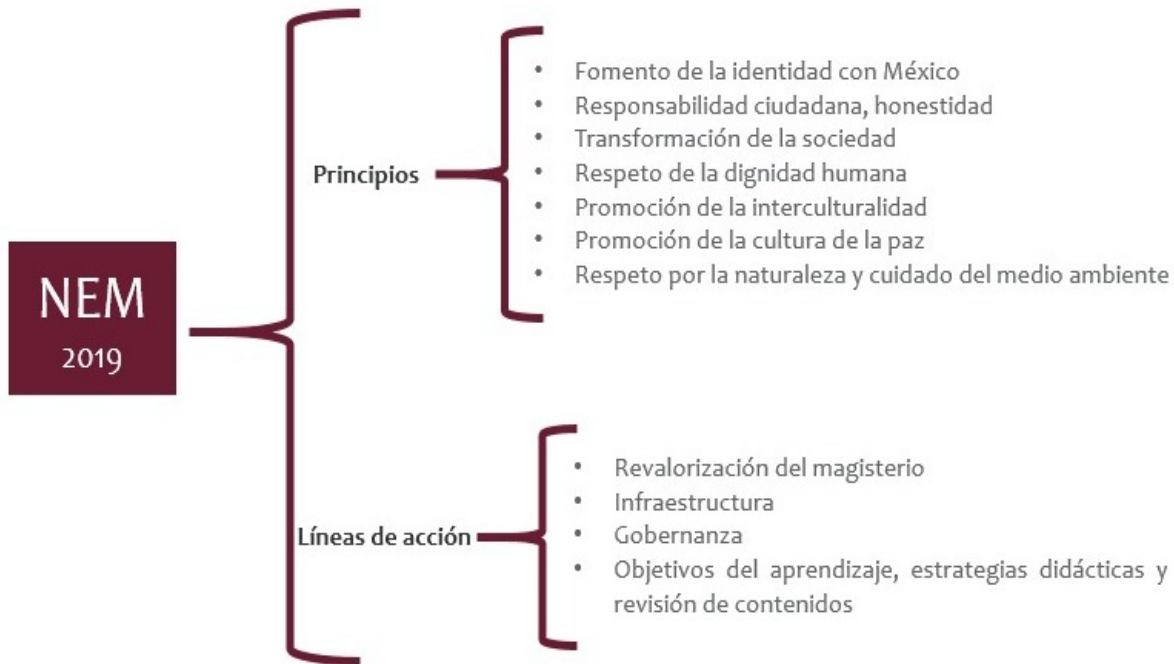 NEM
2019
Principios
• Fomento de la identidad con México
• Responsabilidad ciudadana, honestidad
• Transformación de la sociedad
• Respeto de la dignidad humana
• Promoción de la interculturalidad
• Promoción de la cultura de la paz
• Respeto por la naturaleza y cuidado del medio ambiente
Líneas de acción
• Revalorización del magisterio
• Infraestructura
• Gobernanza
• Objetivos del aprendizaje, estrategias didácticas y
revisión de contenidos